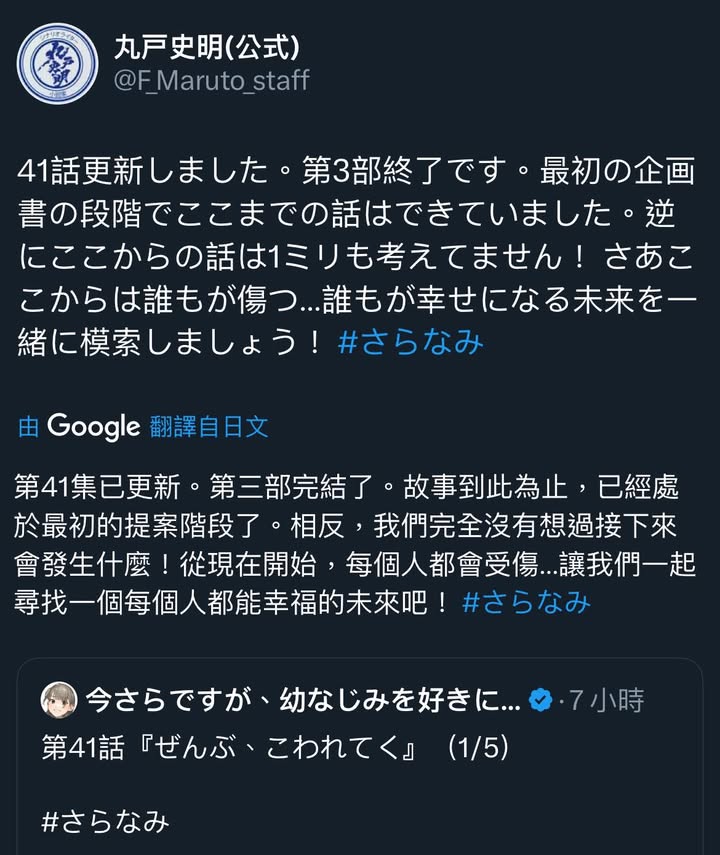 丸戸史明(公式)
@F_Maruto_staff
41話更新しました。第3部終了です。最初の企画
書の段階でここまでの話はできていました。逆
にここからの話は1ミリも考えてません！ さあこ
こからは誰もが傷つ...誰もが幸せになる未来を一
緒に模索しましょう！ #さらなみ
由 Google 翻譯自日文
第41集已更新。第三部完結了。故事到此為止，已經處
於最初的提案階段了。相反，我們完全沒有想過接下來
會發生什麼！從現在開始，每個人都會受傷...讓我們一起
尋找一個每個人都能幸福的未來吧！ #さらなみ
今さらですが、幼なじみを好きに... ·7 小時
第41話『ぜんぶ、こわれてく』 （1/5）
#さらなみ